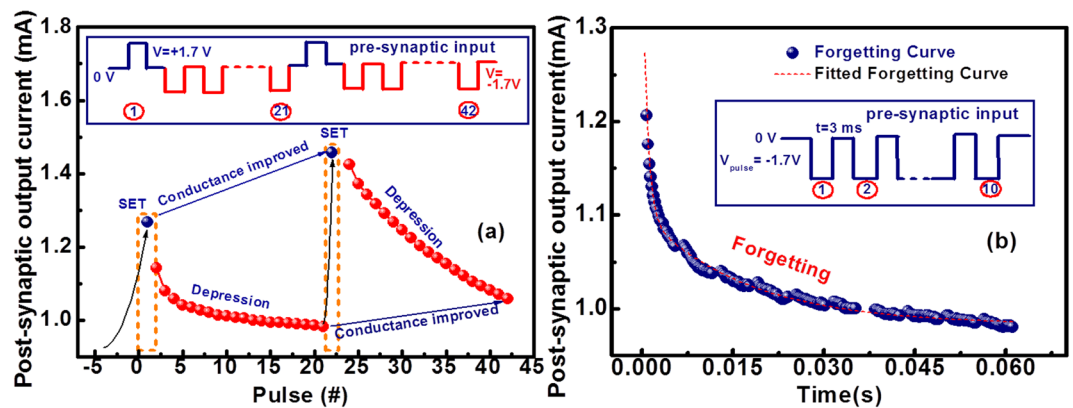 Post-synaptic output current (mA)
1.8
1.6
1.4
1.2
1.0
-5 0 5 10 15 20 25 30 35 40 45
Pulse (#)
V=+1.7 V
pre-synaptic input
0 V
V=
-1.7V
1
21
42
SET
SET
Conductance improved
(a)
Depression
Depression
Conductance improved
Post-synaptic output current(mA)
1.3
1.2
1.1
1.0
0.000 0.015 0.030 0.045 0.060
Time(s)
Forgetting Curve
Fitted Forgetting Curve
pre-synaptic input
0 V
t=3 ms
Vpulse = -1.7V
1
2
10
Forgetting
(b)